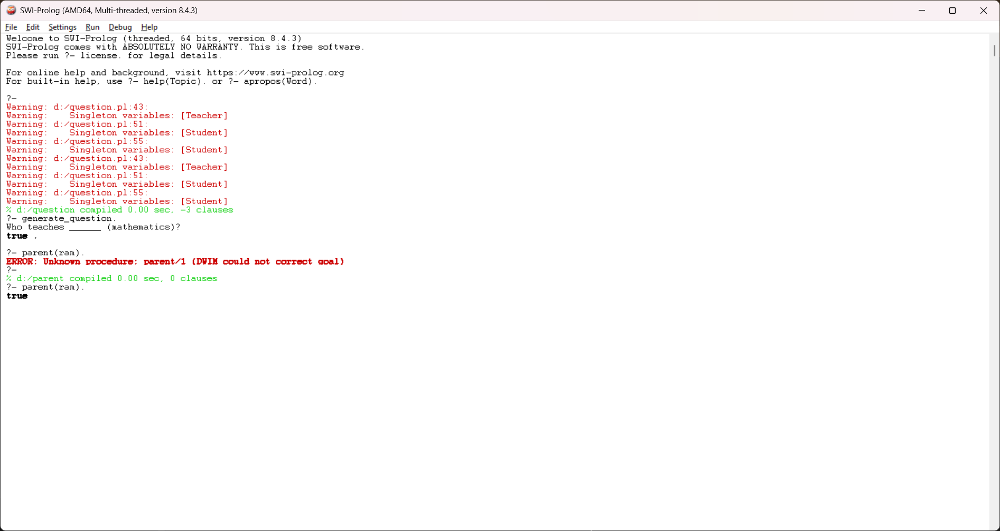 SWI-Prolog (AMD64, Multi-threaded, version 8.4.3)
File Edit Settings Run Debug Help
Welcome to SWI-Prolog (threaded, 64 bits, version 8.4.3)
SWI-Prolog comes with ABSOLUTELY NO WARRANTY. This is free software.
Please run ?- license. for legal details.
For online help and background, visit https://www.swi-prolog.org
For built-in help, use ?- help(Topic). or ?- apropos(Word).
?-
Warning: d:/question.pl:43:
Warning:    Singleton variables: [Teacher]
Warning: d:/question.pl:51:
Warning:    Singleton variables: [Student]
Warning: d:/question.pl:55:
Warning:    Singleton variables: [Student]
Warning: d:/question.pl:43:
Warning:    Singleton variables: [Teacher]
Warning: d:/question.pl:51:
Warning:    Singleton variables: [Student]
Warning: d:/question.pl:55:
Warning:    Singleton variables: [Student]
% d:/question compiled 0.00 sec, -3 clauses
?- generate_question.
Who teaches ______ (mathematics)?
true .
?- parent(ram).
ERROR: Unknown procedure: parent/1 (DWIM could not correct goal)
?-
% d:/parent compiled 0.00 sec, 0 clauses
?- parent(ram).
true